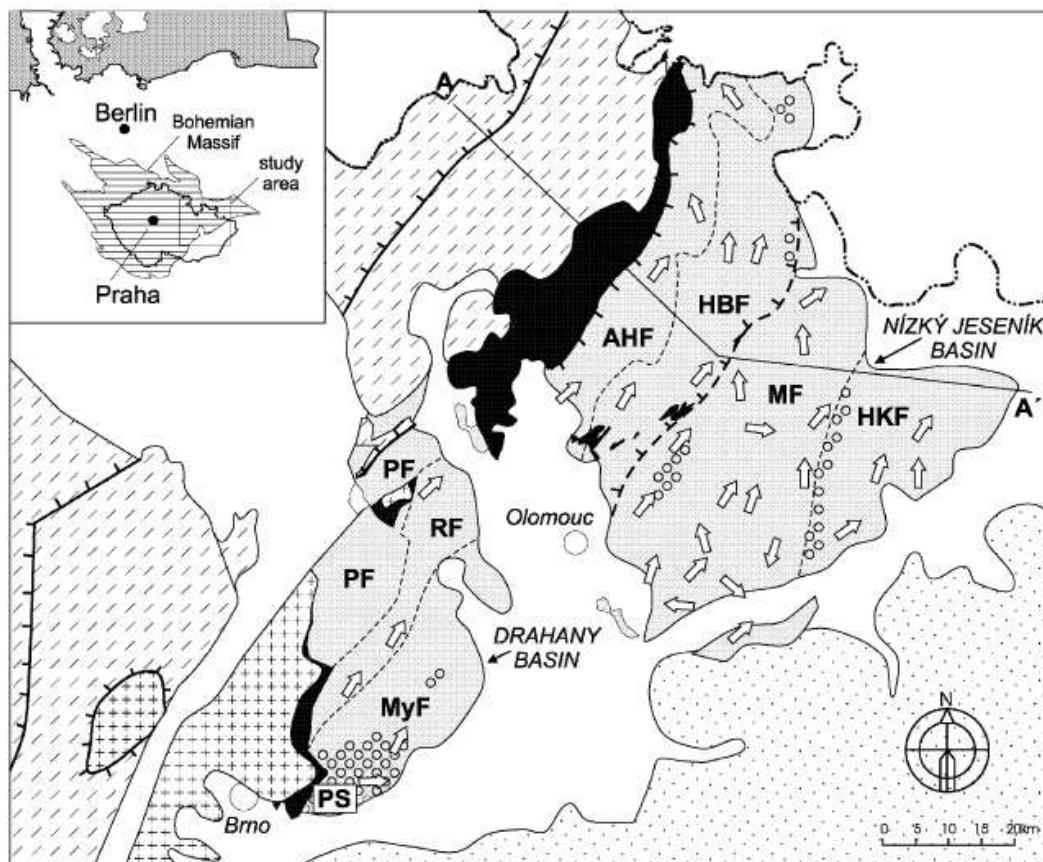 Berlin
Bohemian
Massif
study
area
Praha
A
HBF
AHF
NÍZKÝ JESENÍK
BASIN
MF
HKF
A´
PF
Olomouc
RF
PF
DRAHANY
BASIN
MyF
PS
Brno
N
0 5 10 15 20km